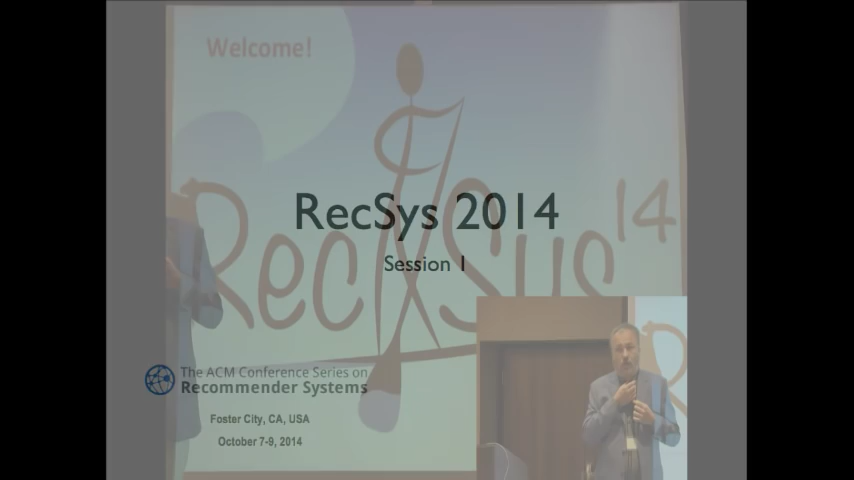 Welcome!
RecSys '14
RecSys 2014
Session 1
The ACM Conference Series on
Recommender Systems
Foster City, CA, USA
October 7-9, 2014
R